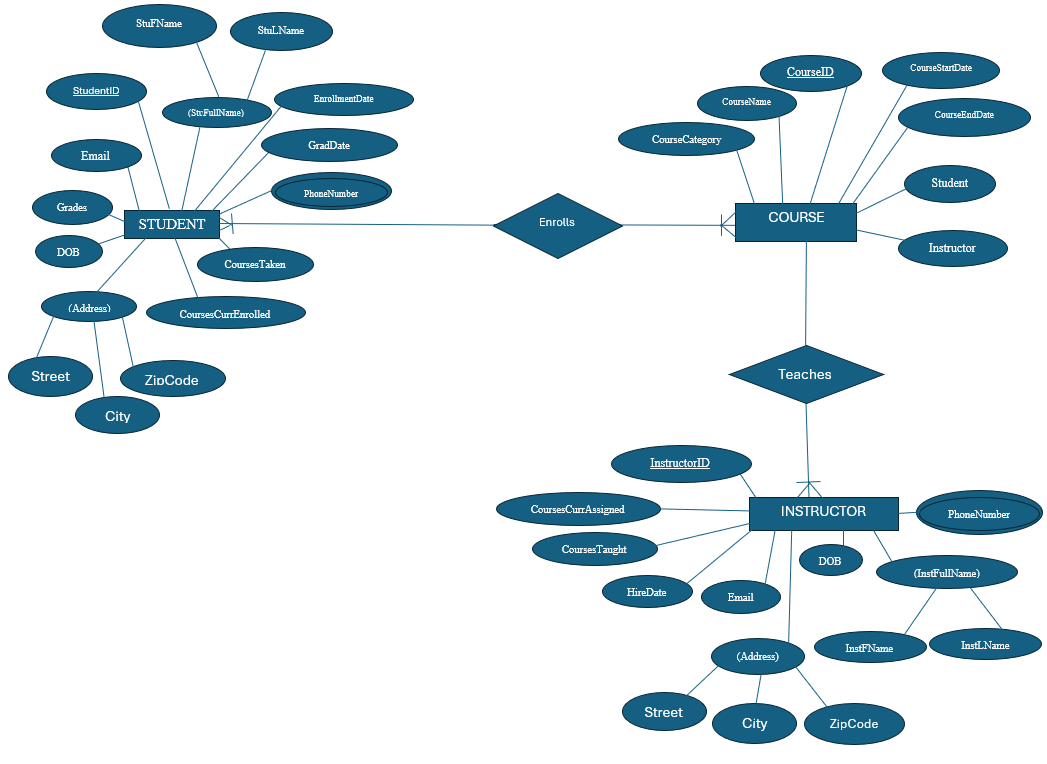 StuFName
StuLName
StudentID
(StuFullName)
EnrollmentDate
Email
GradDate
PhoneNumber
Grades
STUDENT
DOB
CoursesTaken
(Address)
CoursesCurrEnrolled
Street
ZipCode
City
Enrolls
CourseID
CourseStartDate
CourseName
CourseEndDate
CourseCategory
Student
COURSE
Instructor
Teaches
InstructorID
CoursesCurrAssigned
INSTRUCTOR
PhoneNumber
CoursesTaught
DOB
(InstFullName)
HireDate
Email
InstFName
InstLName
(Address)
Street
City
ZipCode